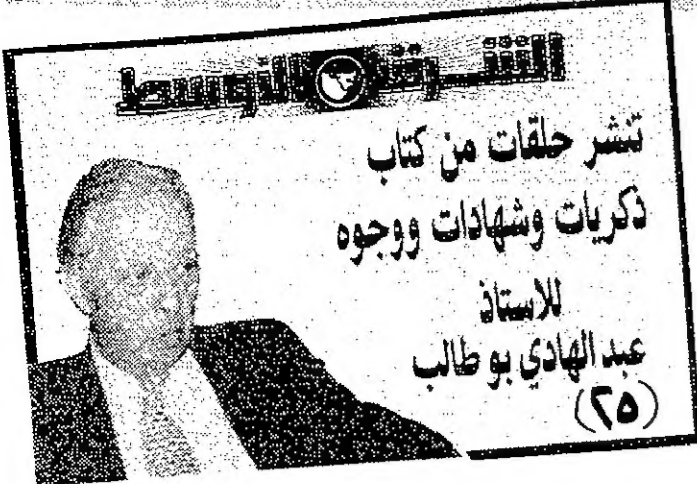 الشرق الأوسط
تنشر حلقات من كتاب
ذكريات وشهادات ووجوه
للاستاذ
عبد الهادي بو طالب
(٢٥)